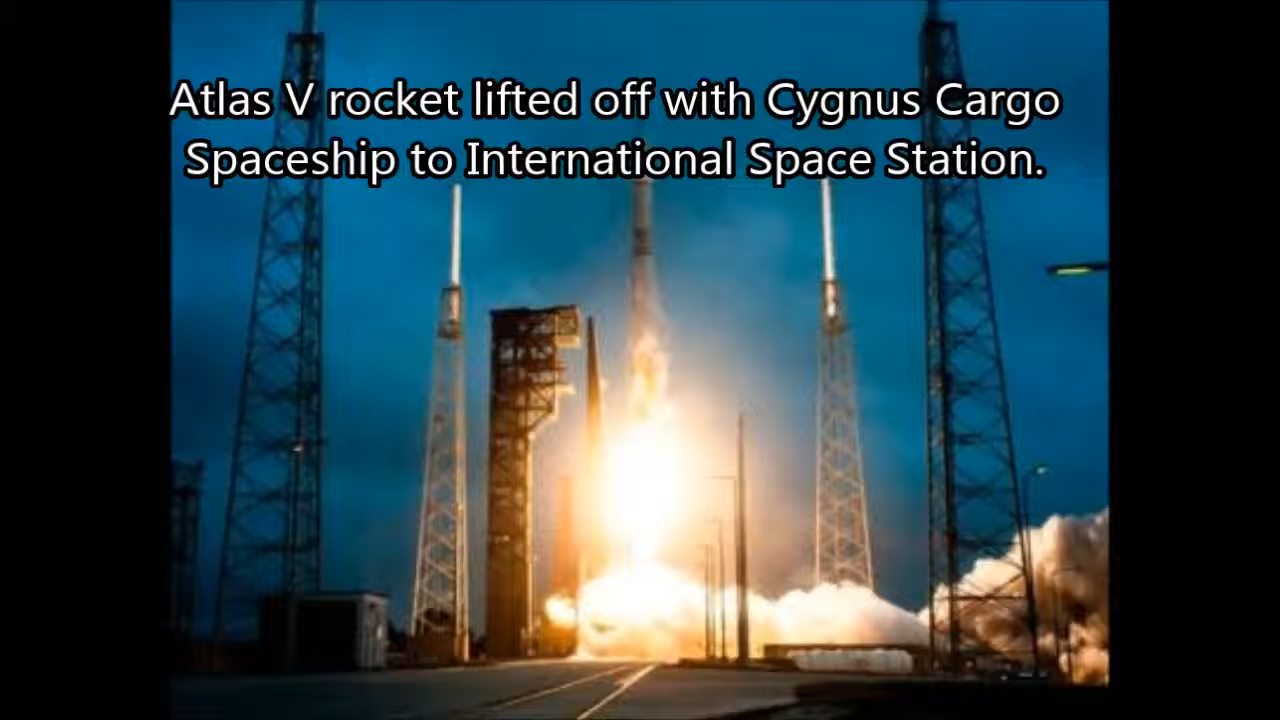 Atlas V rocket lifted off with Cygnus Cargo
Spaceship to International Space Station.